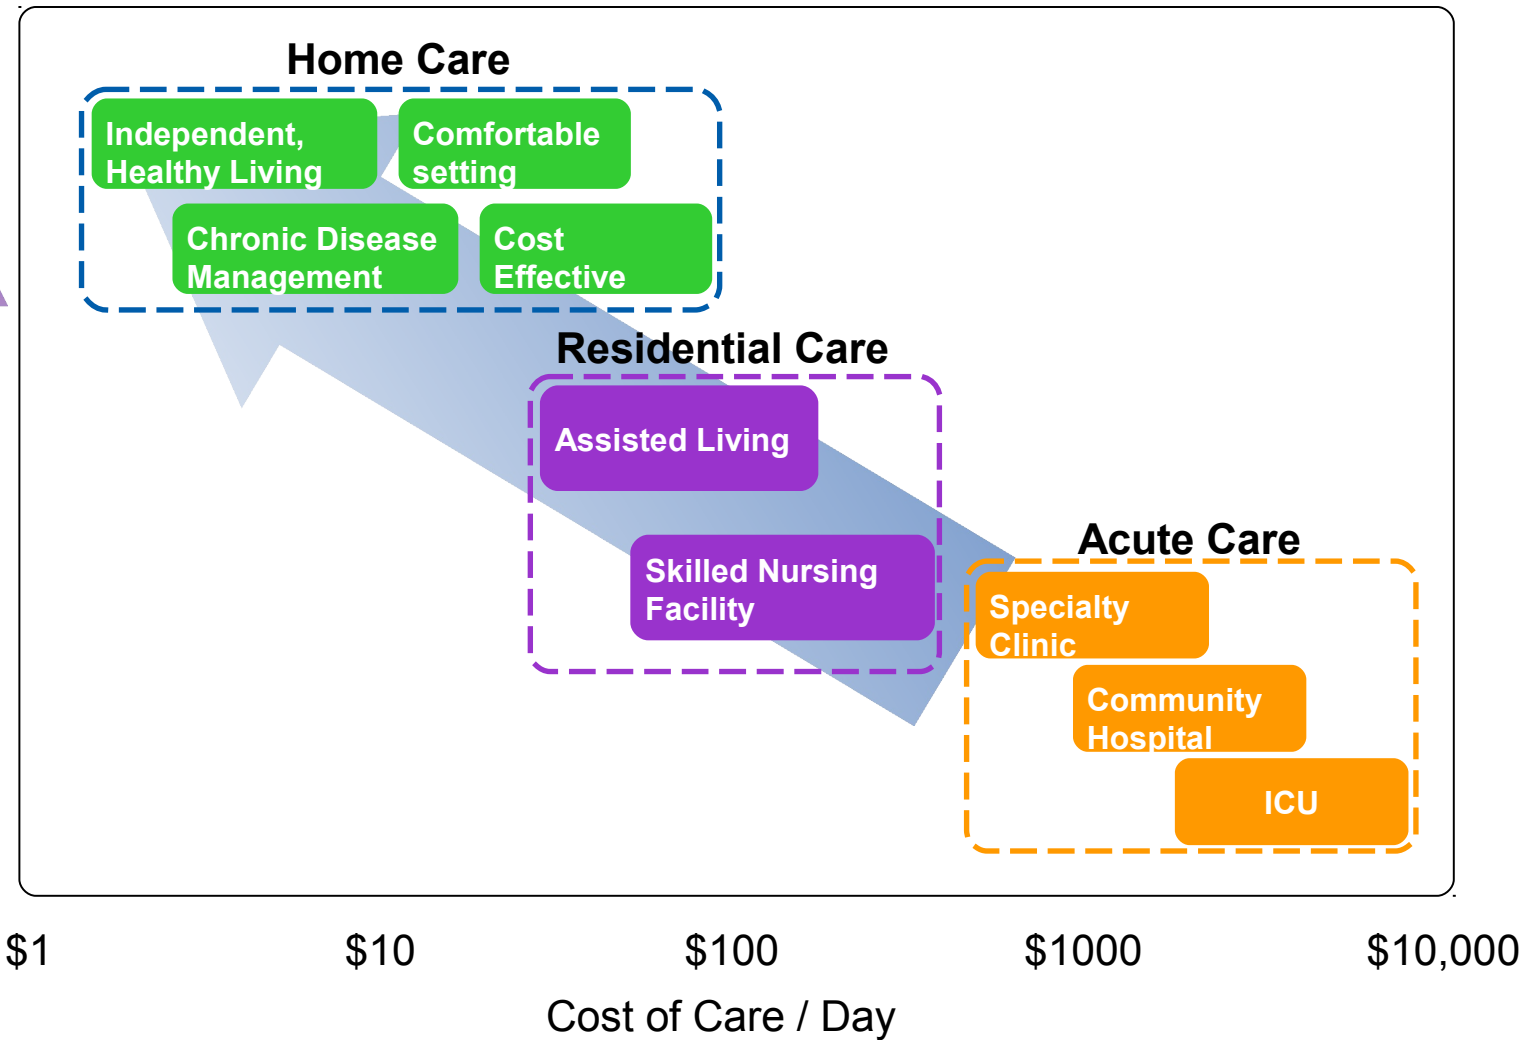 Home Care
Independent,
Healthy Living
Comfortable
setting
Chronic Disease
Management
Cost
Effective
Residential Care
Assisted Living
Skilled Nursing
Facility
Acute Care
Specialty
Clinic
Community
Hospital
ICU
$1 $10 $100 $1000 $10,000
Cost of Care / Day